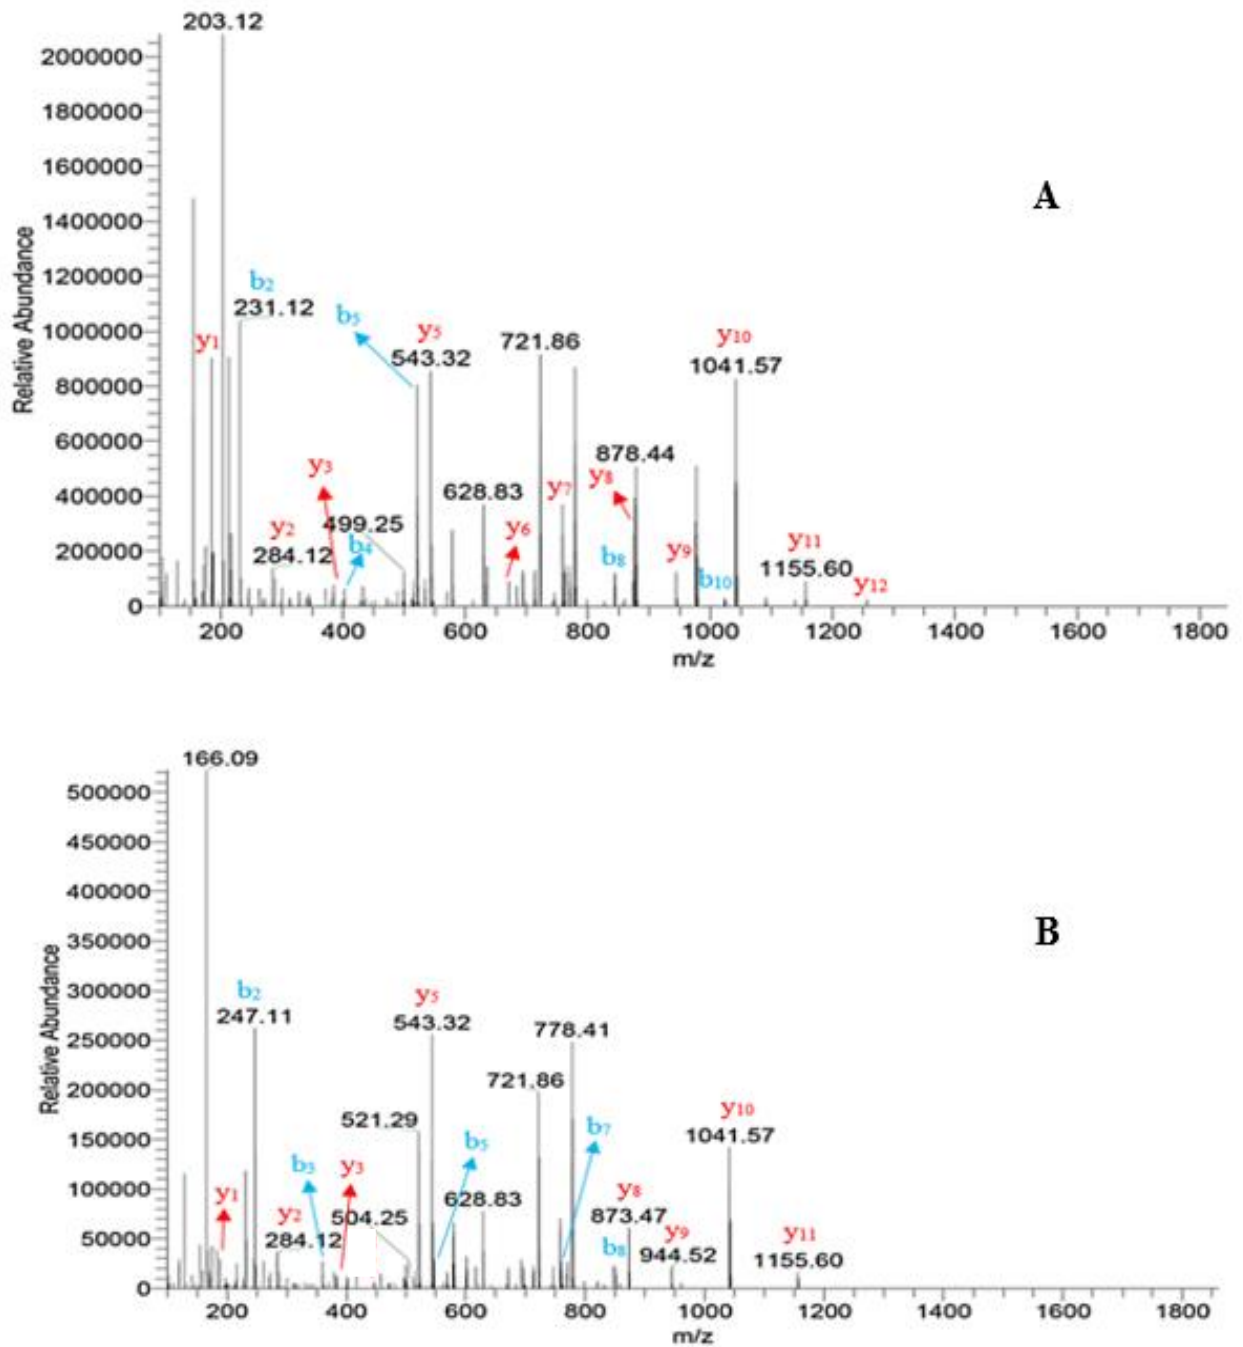 203.12
2000000
1800000
A
1600000
1400000
1200000
b2
231.12
1000000
b5
y5
543.32
721.86
y10
1041.57
y1
800000
600000
y3
878.44
y8
400000
499.25
628.83
y7
b4
y2
284.12
y6
200000
b8
y9
b10
y11
1155.60
y12
0
Relative Abundance
200 400 600 800 1000 1200 1400 1600 1800
m/z
166.09
500000
450000
400000
B
350000
300000
b2
247.11
y5
543.32
778.41
250000
721.86
200000
521.29
y10
1041.57
150000
b5
b7
b3
y3
100000
y1
y2
284.12
504.25
628.83
y8
873.47
50000
b8
y9
944.52
y11
1155.60
0
Relative Abundance
200 400 600 800 1000 1200 1400 1600 1800
m/z